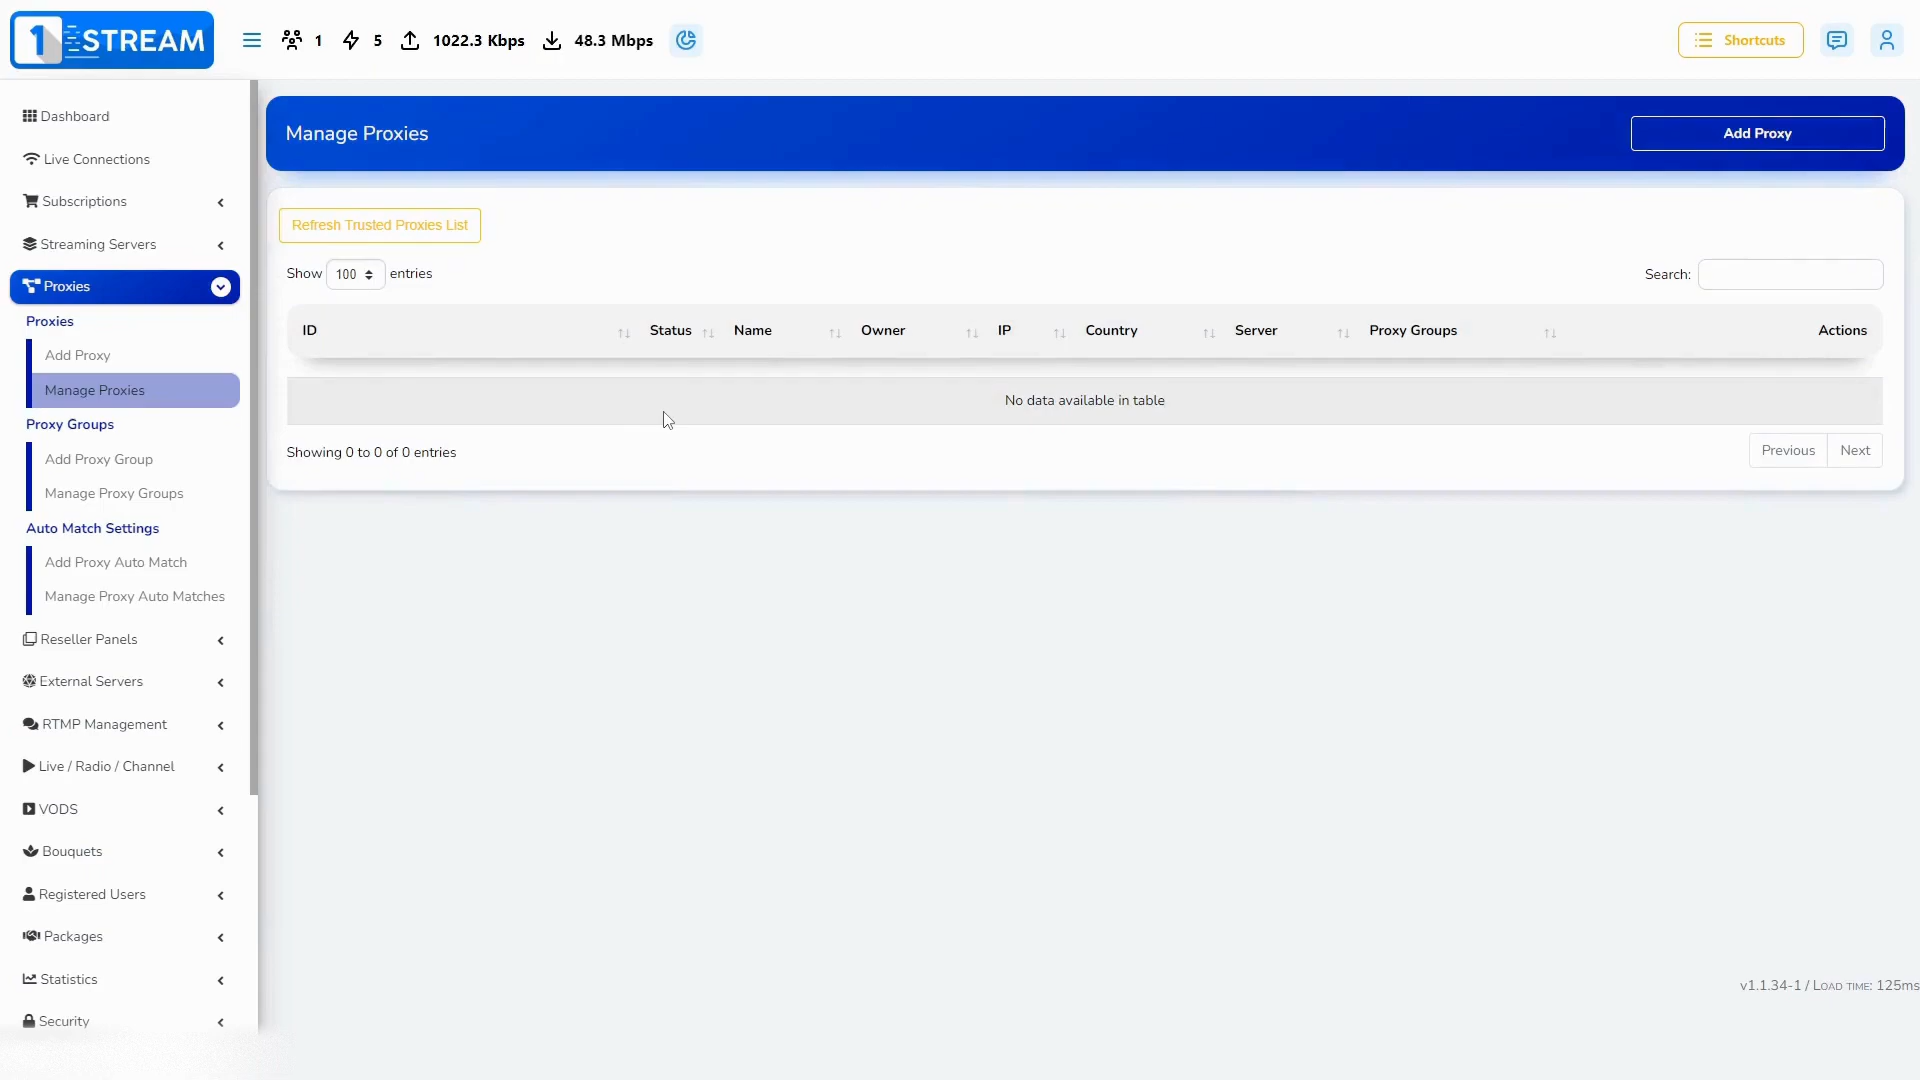 1 STREAM
1
5
1022.3 Kbps
48.3 Mbps
Shortcuts
Dashboard
Live Connections
Subscriptions
Streaming Servers
Proxies
Proxies
Add Proxy
Manage Proxies
Proxy Groups
Add Proxy Group
Manage Proxy Groups
Auto Match Settings
Add Proxy Auto Match
Manage Proxy Auto Matches
Reseller Panels
External Servers
RTMP Management
Live / Radio / Channel
VODS
Bouquets
Registered Users
Packages
Statistics
Security
Manage Proxies
Add Proxy
Refresh Trusted Proxies List
Show 100 entries
Search:
ID Status Name Owner IP Country Server Proxy Groups Actions
No data available in table
Showing 0 to 0 of 0 entries
Previous Next
v1.1.34-1 / LOAD TIME: 125ms